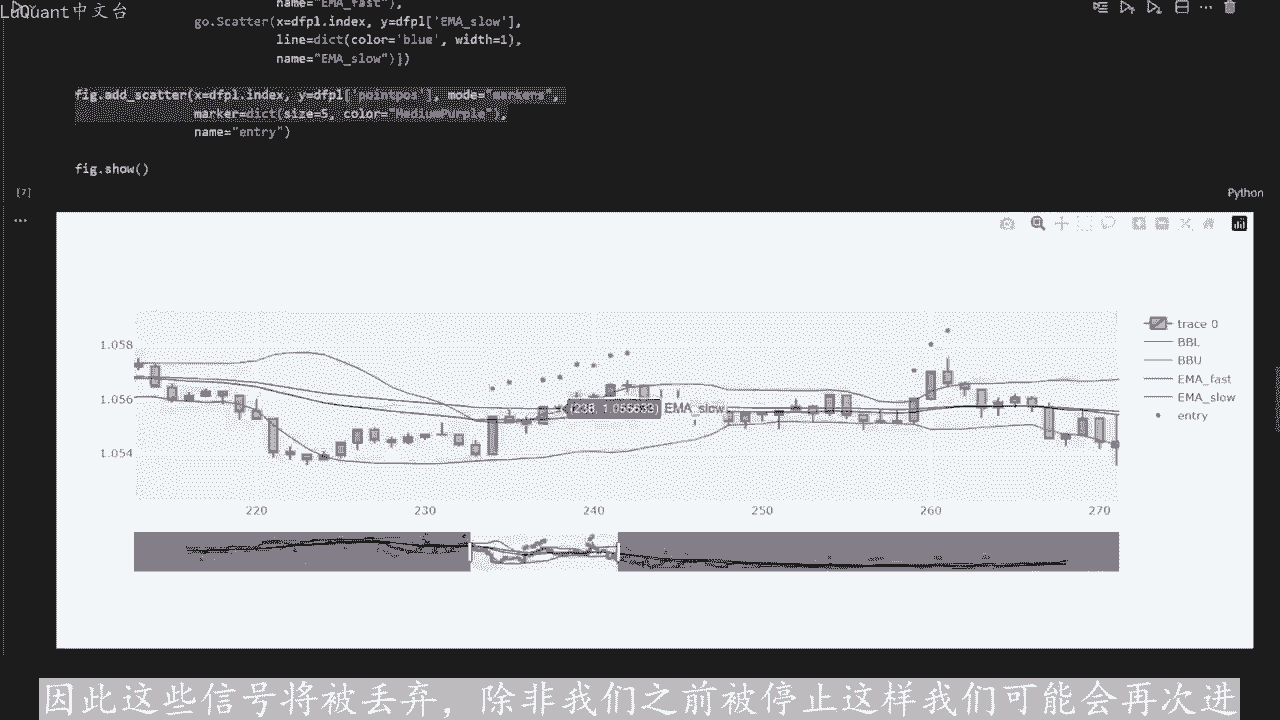 LuQuant中文台
name="EMA_fast"),
go.Scatter(x=dfpl.index, y=dfpl['EMA_slow'],
line=dict(color='blue', width=1),
name="EMA_slow")])
fig.add_scatter(x=dfpl.index, y=dfpl['pointpos'], mode="markers",
marker=dict(size=5, color="MediumPurple"),
name="entry")
fig.show()
[7]
Python
1.058
1.056
1.054
(238, 1.055633) EMA_slow
220 230 240 250 260 270
trace 0
BBL
BBU
EMA_fast
EMA_slow
entry
因此这些信号将被丢弃，除非我们之前被停止这样我们可能会再次进